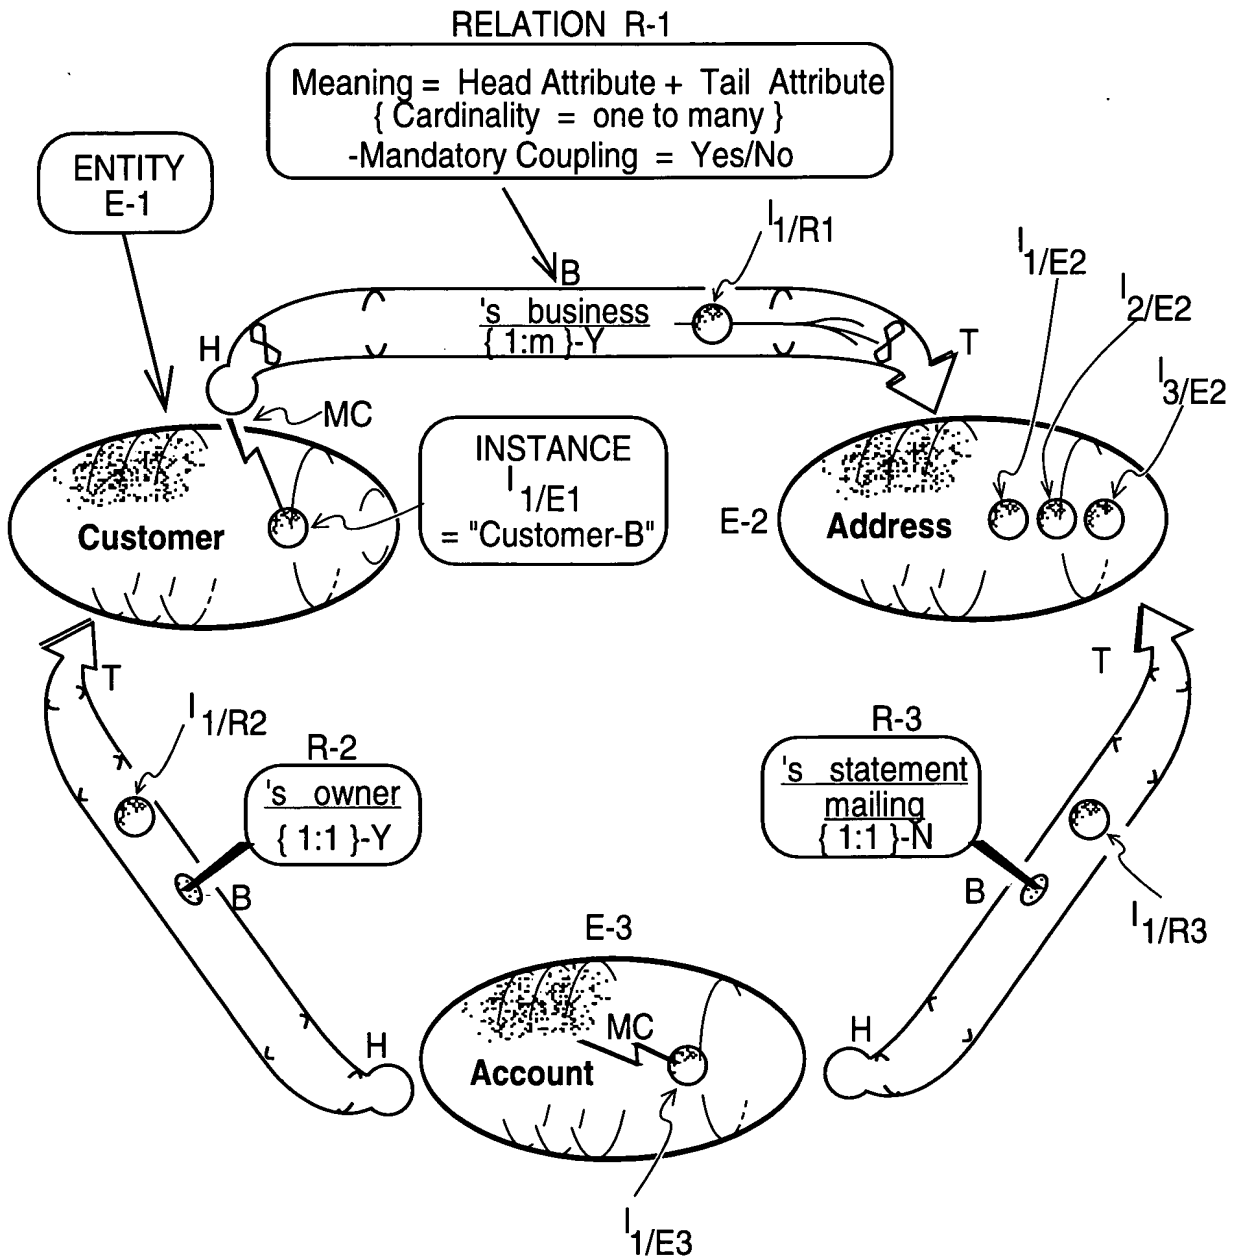 RELATION R-1
Meaning = Head Attribute + Tail Attribute
{ Cardinality = one to many }
-Mandatory Coupling = Yes/No
ENTITY
E-1
I1/R1
I1/E2
I2/E2
I3/E2
B
's business
{ 1:m }-Y
H
T
MC
INSTANCE
I1/E1
= "Customer-B"
Customer
E-2
Address
T
T
I1/R2
R-2
's owner
{ 1:1 }-Y
R-3
's statement
mailing
{ 1:1 }-N
B
B
I1/R3
E-3
H
H
MC
Account
I1/E3